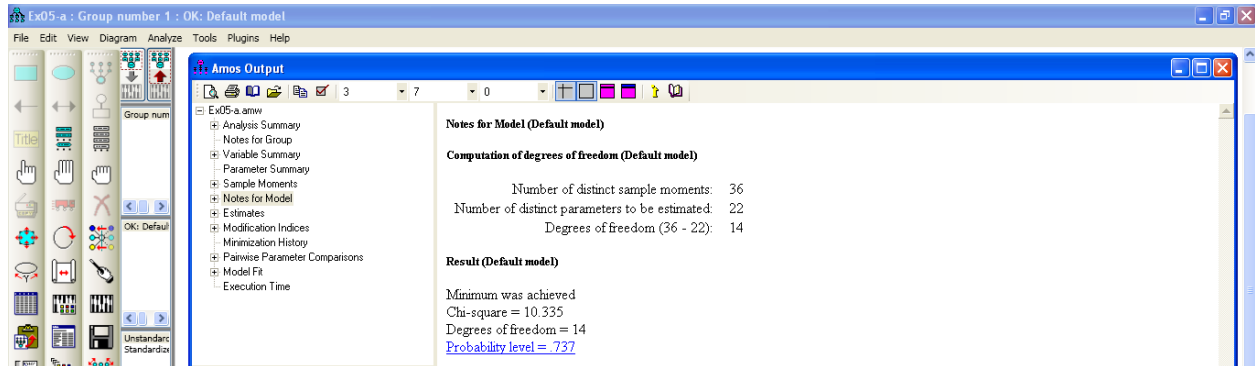 Ex05-a : Group number 1 : OK: Default model
File Edit View Diagram Analyze Tools Plugins Help
Title
Group num
OK: Defaul
Unstandarc
Standardize
Amos Output
3 7 0
Ex05-a.amw
Analysis Summary
Notes for Group
Variable Summary
Parameter Summary
Sample Moments
Notes for Model
Estimates
Modification Indices
Minimization History
Pairwise Parameter Comparisons
Model Fit
Execution Time
Notes for Model (Default model)
Computation of degrees of freedom (Default model)
Number of distinct sample moments: 36
Number of distinct parameters to be estimated: 22
Degrees of freedom (36 - 22): 14
Result (Default model)
Minimum was achieved
Chi-square = 10.335
Degrees of freedom = 14
Probability level = .737